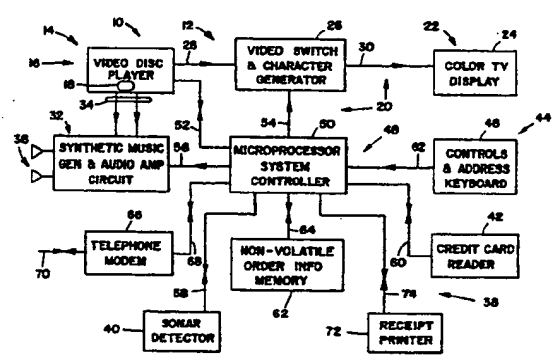 10
12
26
14
22
24
16
VIDEO DISC
PLAYER
18
28
VIDEO SWITCH
& CHARACTER
GENERATOR
30
COLOR TV
DISPLAY
34
20
32
52
54
50
48
46
44
36
SYNTHETIC MUSIC
GEN & AUDIO AMP
CIRCUIT
56
MICROPROCESSOR
SYSTEM
CONTROLLER
62
CONTROLS
& ADDRESS
KEYBOARD
66
42
TELEPHONE
MODEM
68
64
60
CREDIT CARD
READER
70
58
NON-VOLATILE
ORDER INFO
MEMORY
74
38
62
40
SONAR
DETECTOR
72
RECEIPT
PRINTER